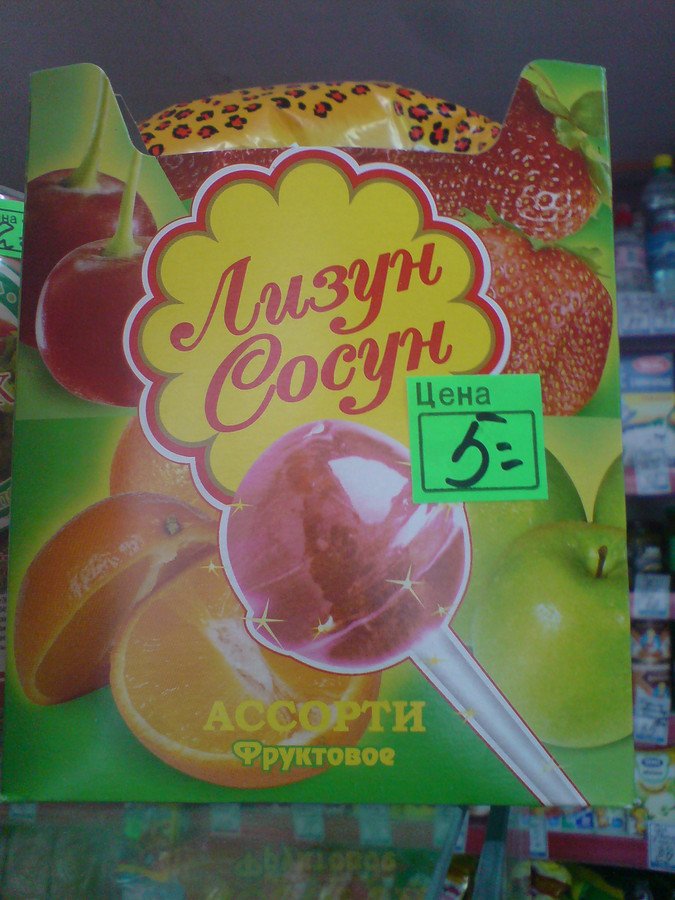 Лизун
Сосун
Цена
5=
АССОРТИ
Фруктовое